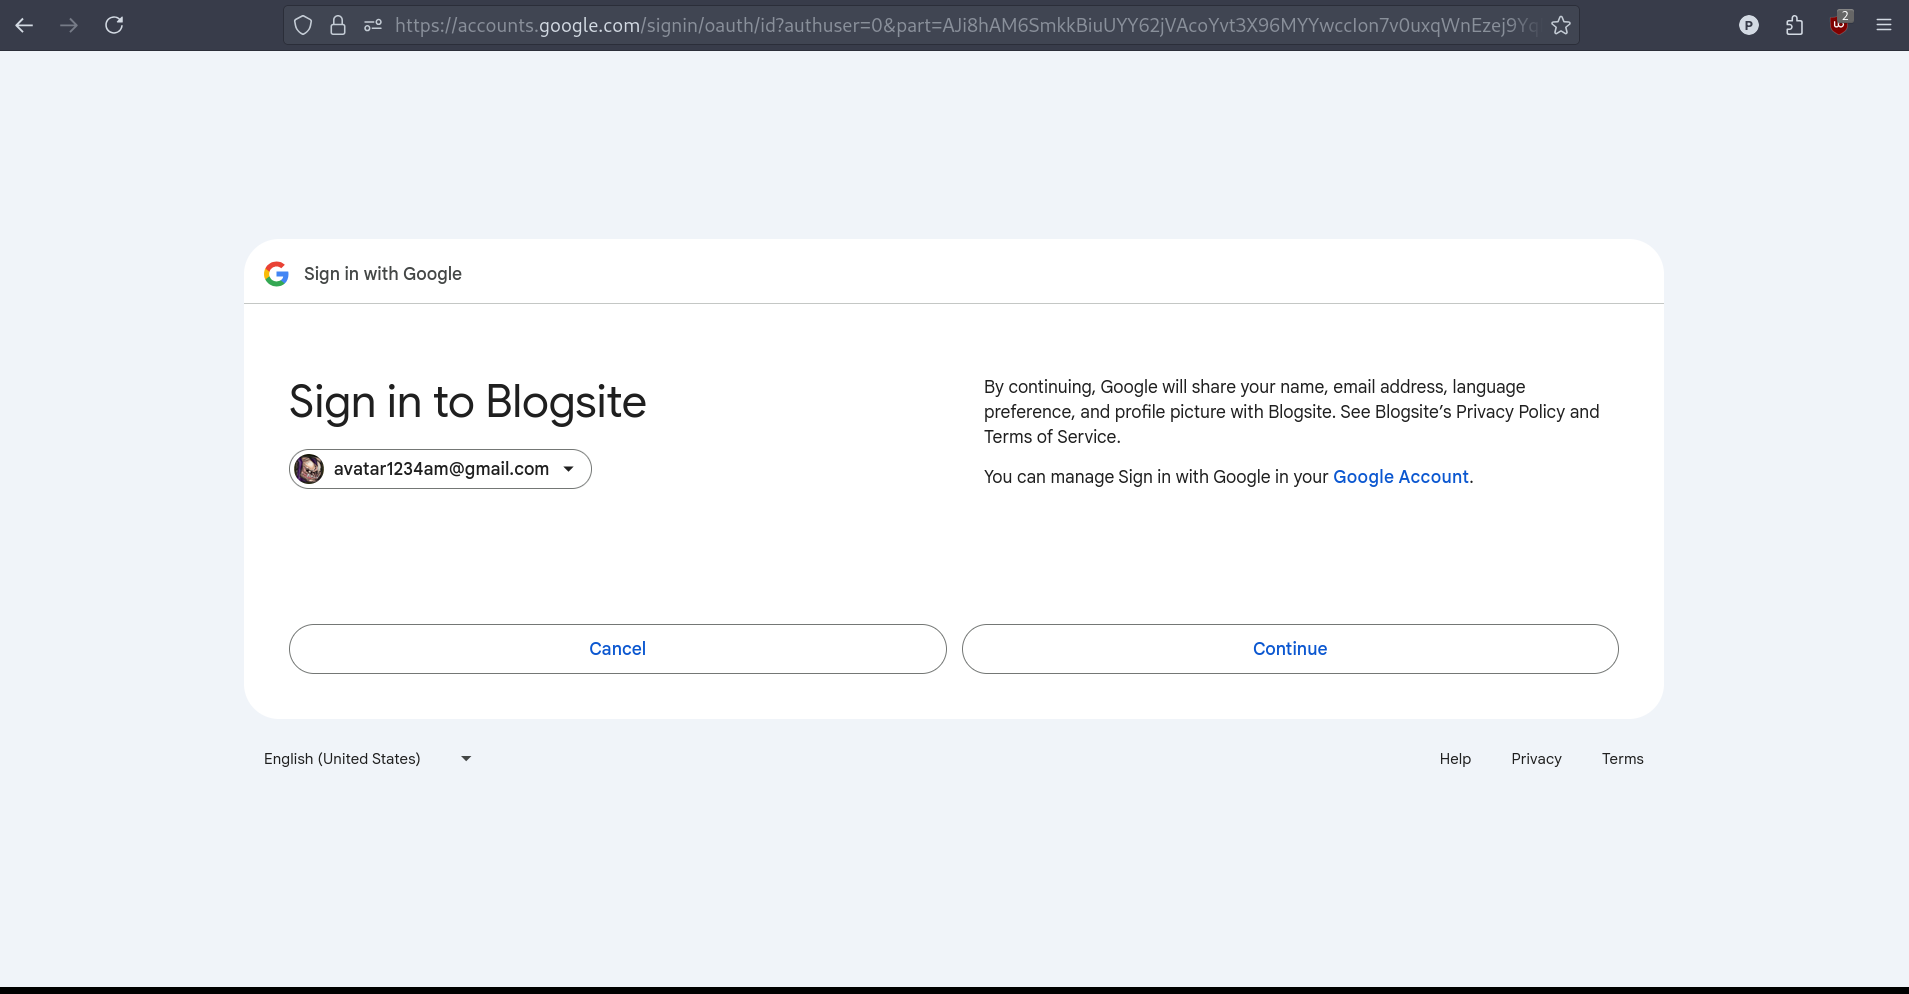 https://accounts.google.com/signin/oauth/id?authuser=0&part=AJi8hAM6SmkkBiuUYY62jVAcoYvt3X96MYYwccIon7v0uxqWnEzej9Yq
P
2
Sign in with Google
Sign in to Blogsite
avatar1234am@gmail.com
By continuing, Google will share your name, email address, language
preference, and profile picture with Blogsite. See Blogsite’s Privacy Policy and
Terms of Service.
You can manage Sign in with Google in your Google Account.
Cancel
Continue
English (United States)
Help
Privacy
Terms